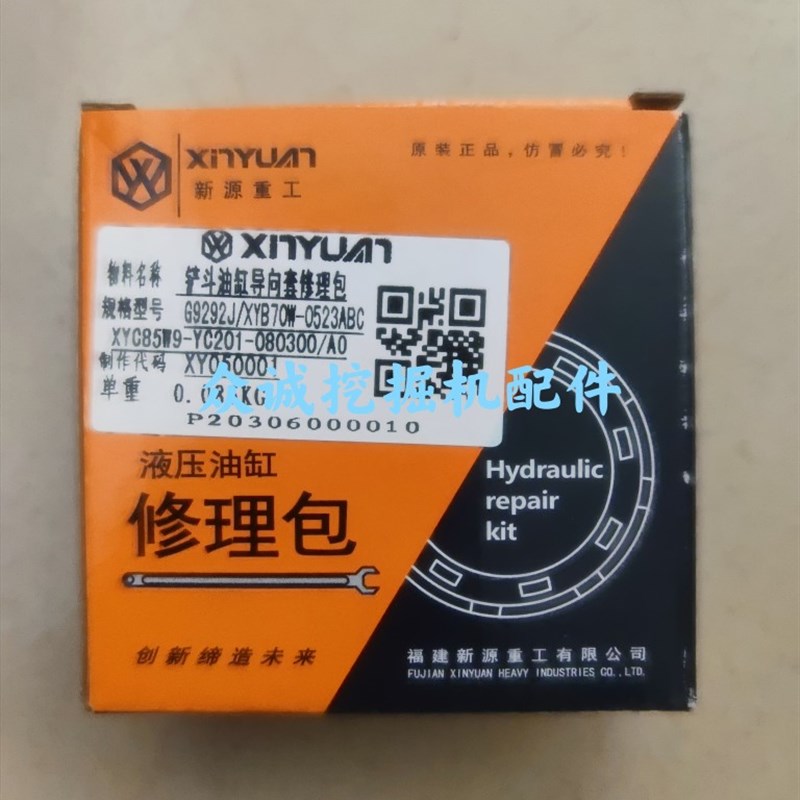 XINYUAN
新源重工
原装正品，仿冒必究！
XINYUAN
物料名称 铲斗油缸导向套修理包
规格型号 G9292J/XYB70W-0523ABC
XYC85W9-YC201-080300/A0
制作代码 XY050001
单重 KG
P20306000010
众诚挖掘机配件
液压油缸
修理包
Hydraulic
repair
kit
创新缔造未来
福建新源重工有限公司
FUJIAN XINYUAN HEAVY INDUSTRIES CO.,LTD.